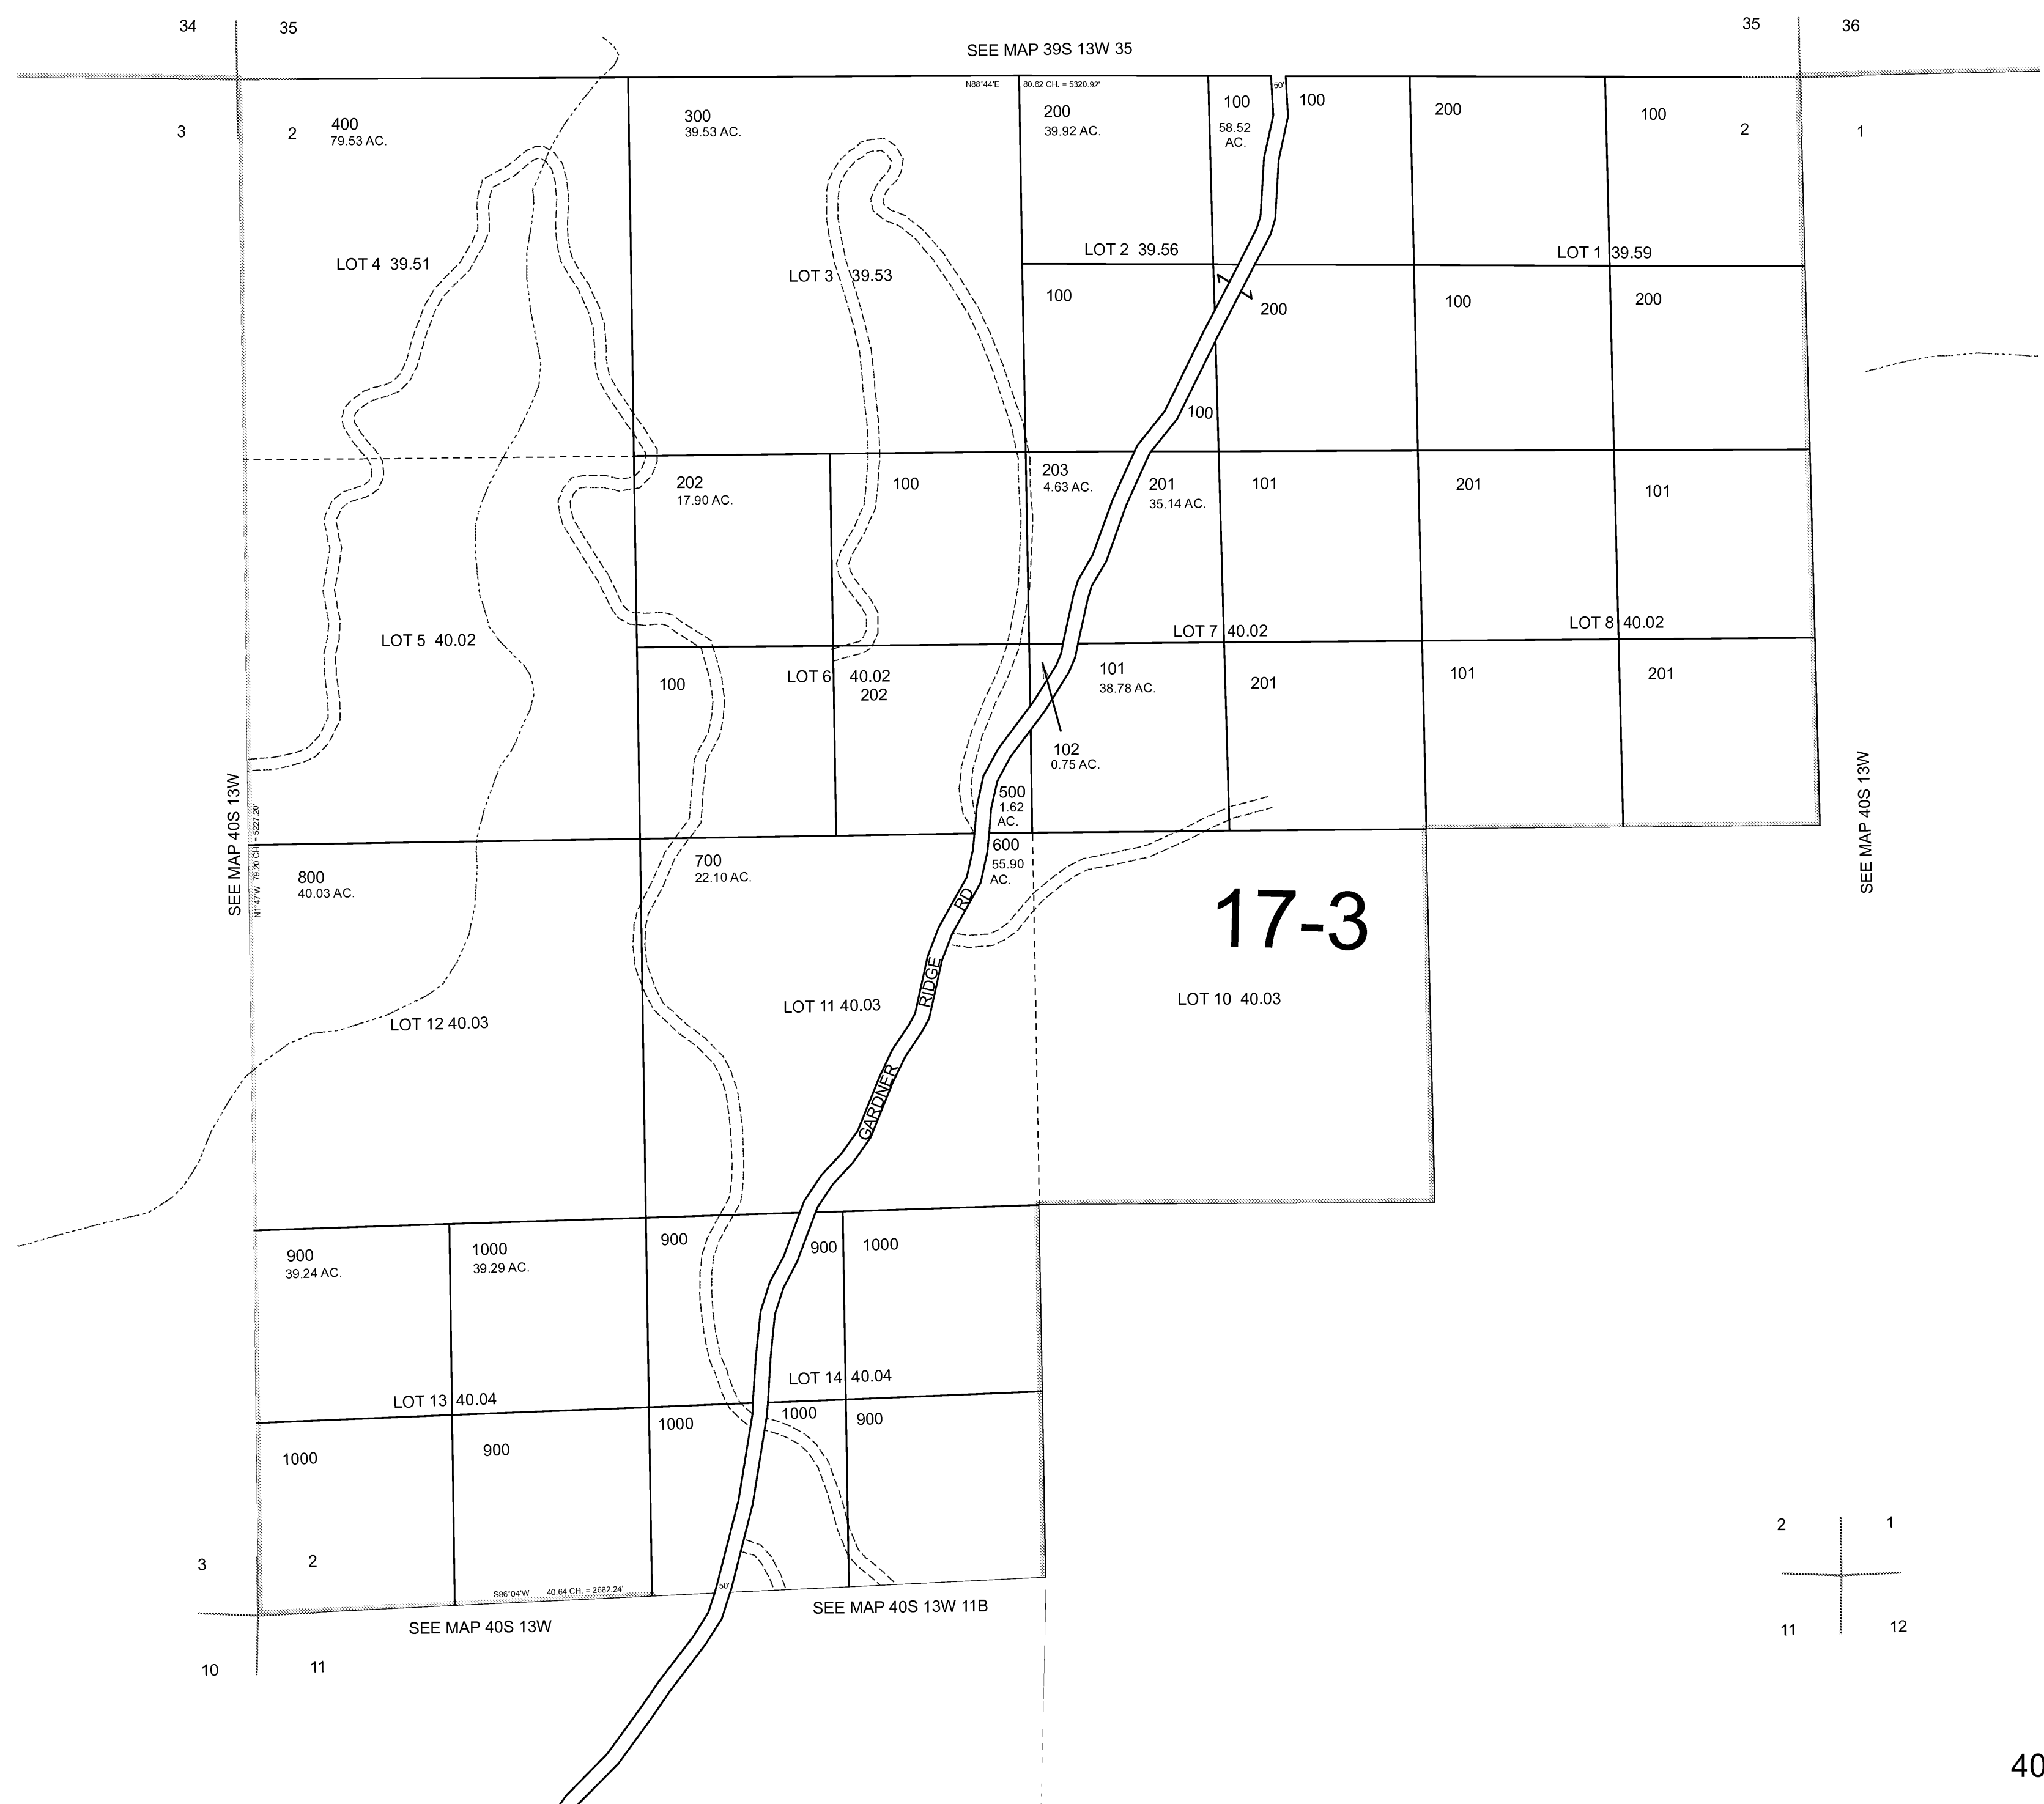 34 35 35 36
SEE MAP 39S 13W 35
N88°44'E 80.62 CH. = 5320.92' 50'
3 2 400
79.53 AC.
300
39.53 AC.
200
39.92 AC.
100
58.52
AC.
100 200 100
2 1
LOT 4 39.51
LOT 3 39.53
LOT 2 39.56
LOT 1 39.59
100 200 100 200
100
202
17.90 AC.
100
203
4.63 AC.
201
35.14 AC.
101 201 101
LOT 5 40.02
LOT 6 40.02
LOT 7 40.02
LOT 8 40.02
100 202
101
38.78 AC.
201 101 201
102
0.75 AC.
500
1.62
AC.
SEE MAP 40S 13W
N1°47'W 79.20 CH. = 5227.20'
SEE MAP 40S 13W
800
40.03 AC.
700
22.10 AC.
600
55.90
AC.
17-3
GARDNER RIDGE RD
LOT 12 40.03
LOT 11 40.03
LOT 10 40.03
900
39.24 AC.
1000
39.29 AC.
900 900 1000
LOT 13 40.04
LOT 14 40.04
1000 900 1000 1000 900
3 2
S86°04'W 40.64 CH. = 2682.24' 50'
SEE MAP 40S 13W
SEE MAP 40S 13W 11B
10 11
2 1
11 12
40